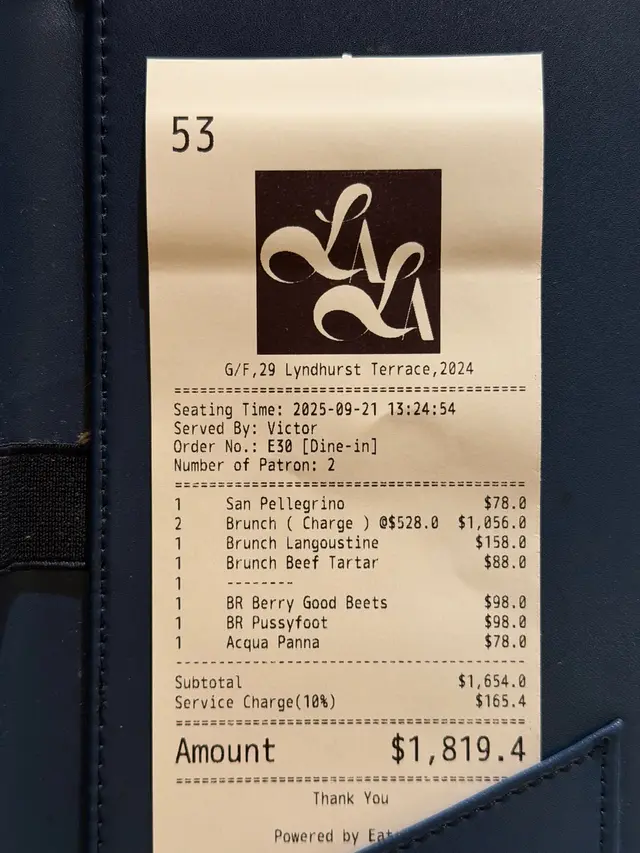 53
LA LA
G/F,29 Lyndhurst Terrace,2024
Seating Time: 2025-09-21 13:24:54
Served By: Victor
Order No.: E30 [Dine-in]
Number of Patron: 2
1 San Pellegrino $78.0
2 Brunch ( Charge ) @$528.0 $1,056.0
1 Brunch Langoustine $158.0
1 Brunch Beef Tartar $88.0
1 --------
1 BR Berry Good Beets $98.0
1 BR Pussyfoot $98.0
1 Acqua Panna $78.0
Subtotal $1,654.0
Service Charge(10%) $165.4
Amount $1,819.4
Thank You
Powered by